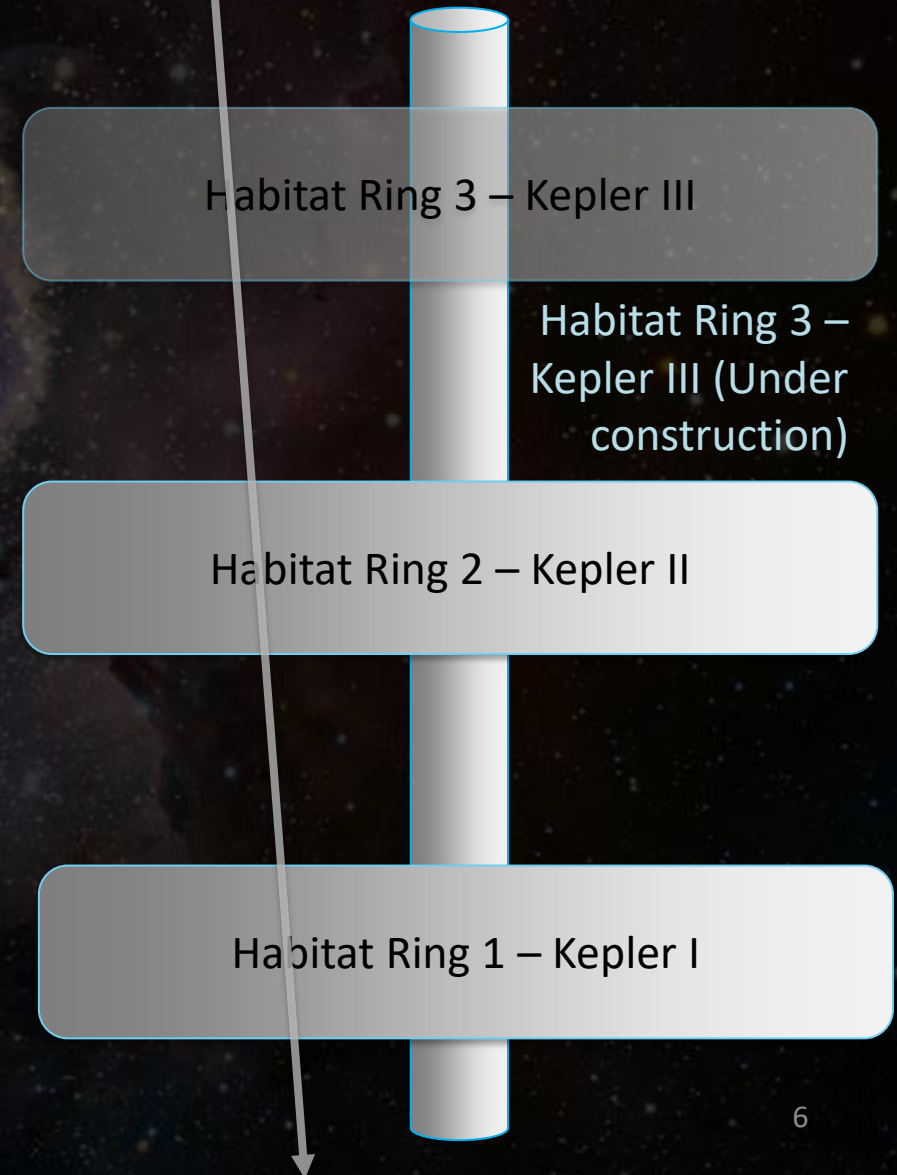 Habitat Ring 3 – Kepler III
Habitat Ring 3 –
Kepler III (Under
construction)
Habitat Ring 2 – Kepler II
Habitat Ring 1 – Kepler I
6